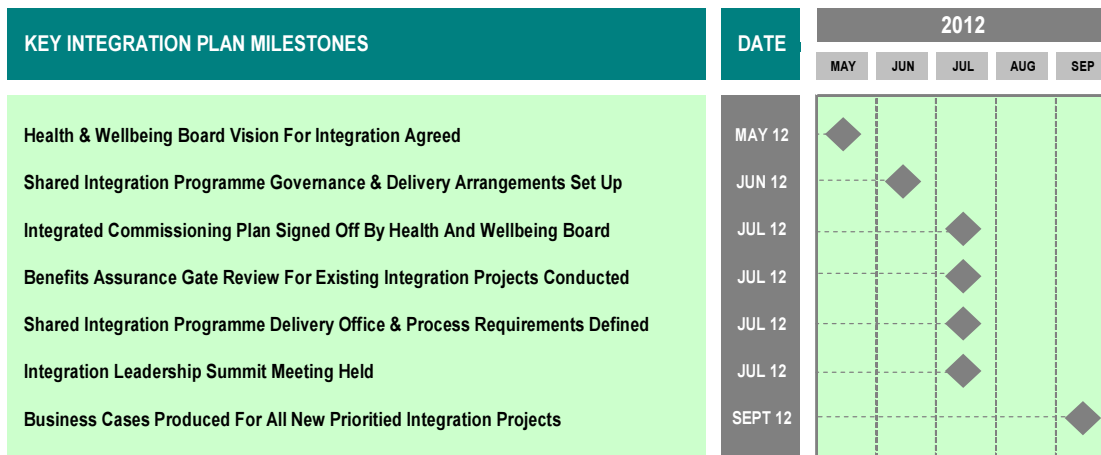 KEY INTEGRATION PLAN MILESTONES DATE 2012
MAY JUN JUL AUG SEP
Health & Wellbeing Board Vision For Integration Agreed MAY 12
Shared Integration Programme Governance & Delivery Arrangements Set Up JUN 12
Integrated Commissioning Plan Signed Off By Health And Wellbeing Board JUL 12
Benefits Assurance Gate Review For Existing Integration Projects Conducted JUL 12
Shared Integration Programme Delivery Office & Process Requirements Defined JUL 12
Integration Leadership Summit Meeting Held JUL 12
Business Cases Produced For All New Prioritied Integration Projects SEPT 12